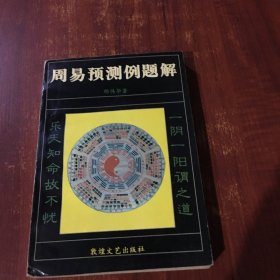 周易预测例题解
邵伟华著
一阴一阳谓之道
乐天知命故不忧
敦煌文艺出版社